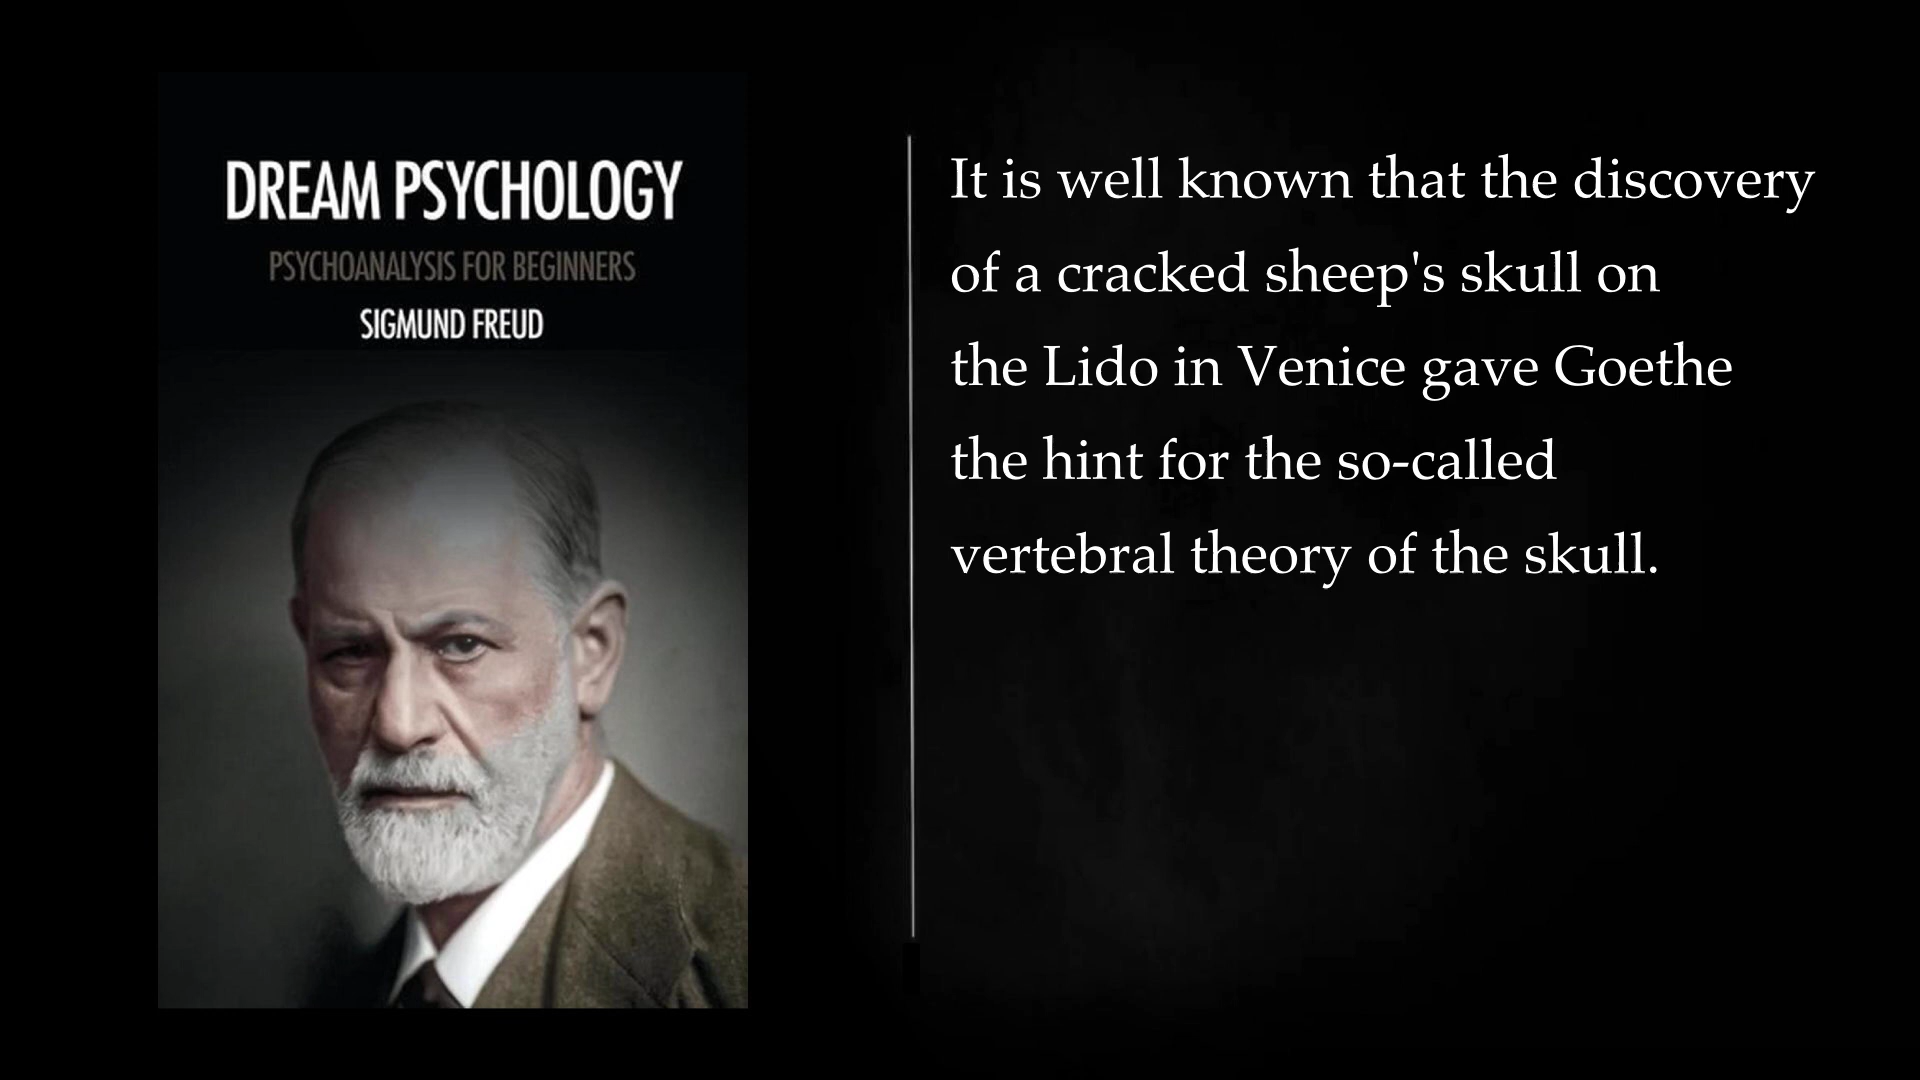 DREAM PSYCHOLOGY
PSYCHOANALYSIS FOR BEGINNERS
SIGMUND FREUD
It is well known that the discovery
of a cracked sheep's skull on
the Lido in Venice gave Goethe
the hint for the so-called
vertebral theory of the skull.